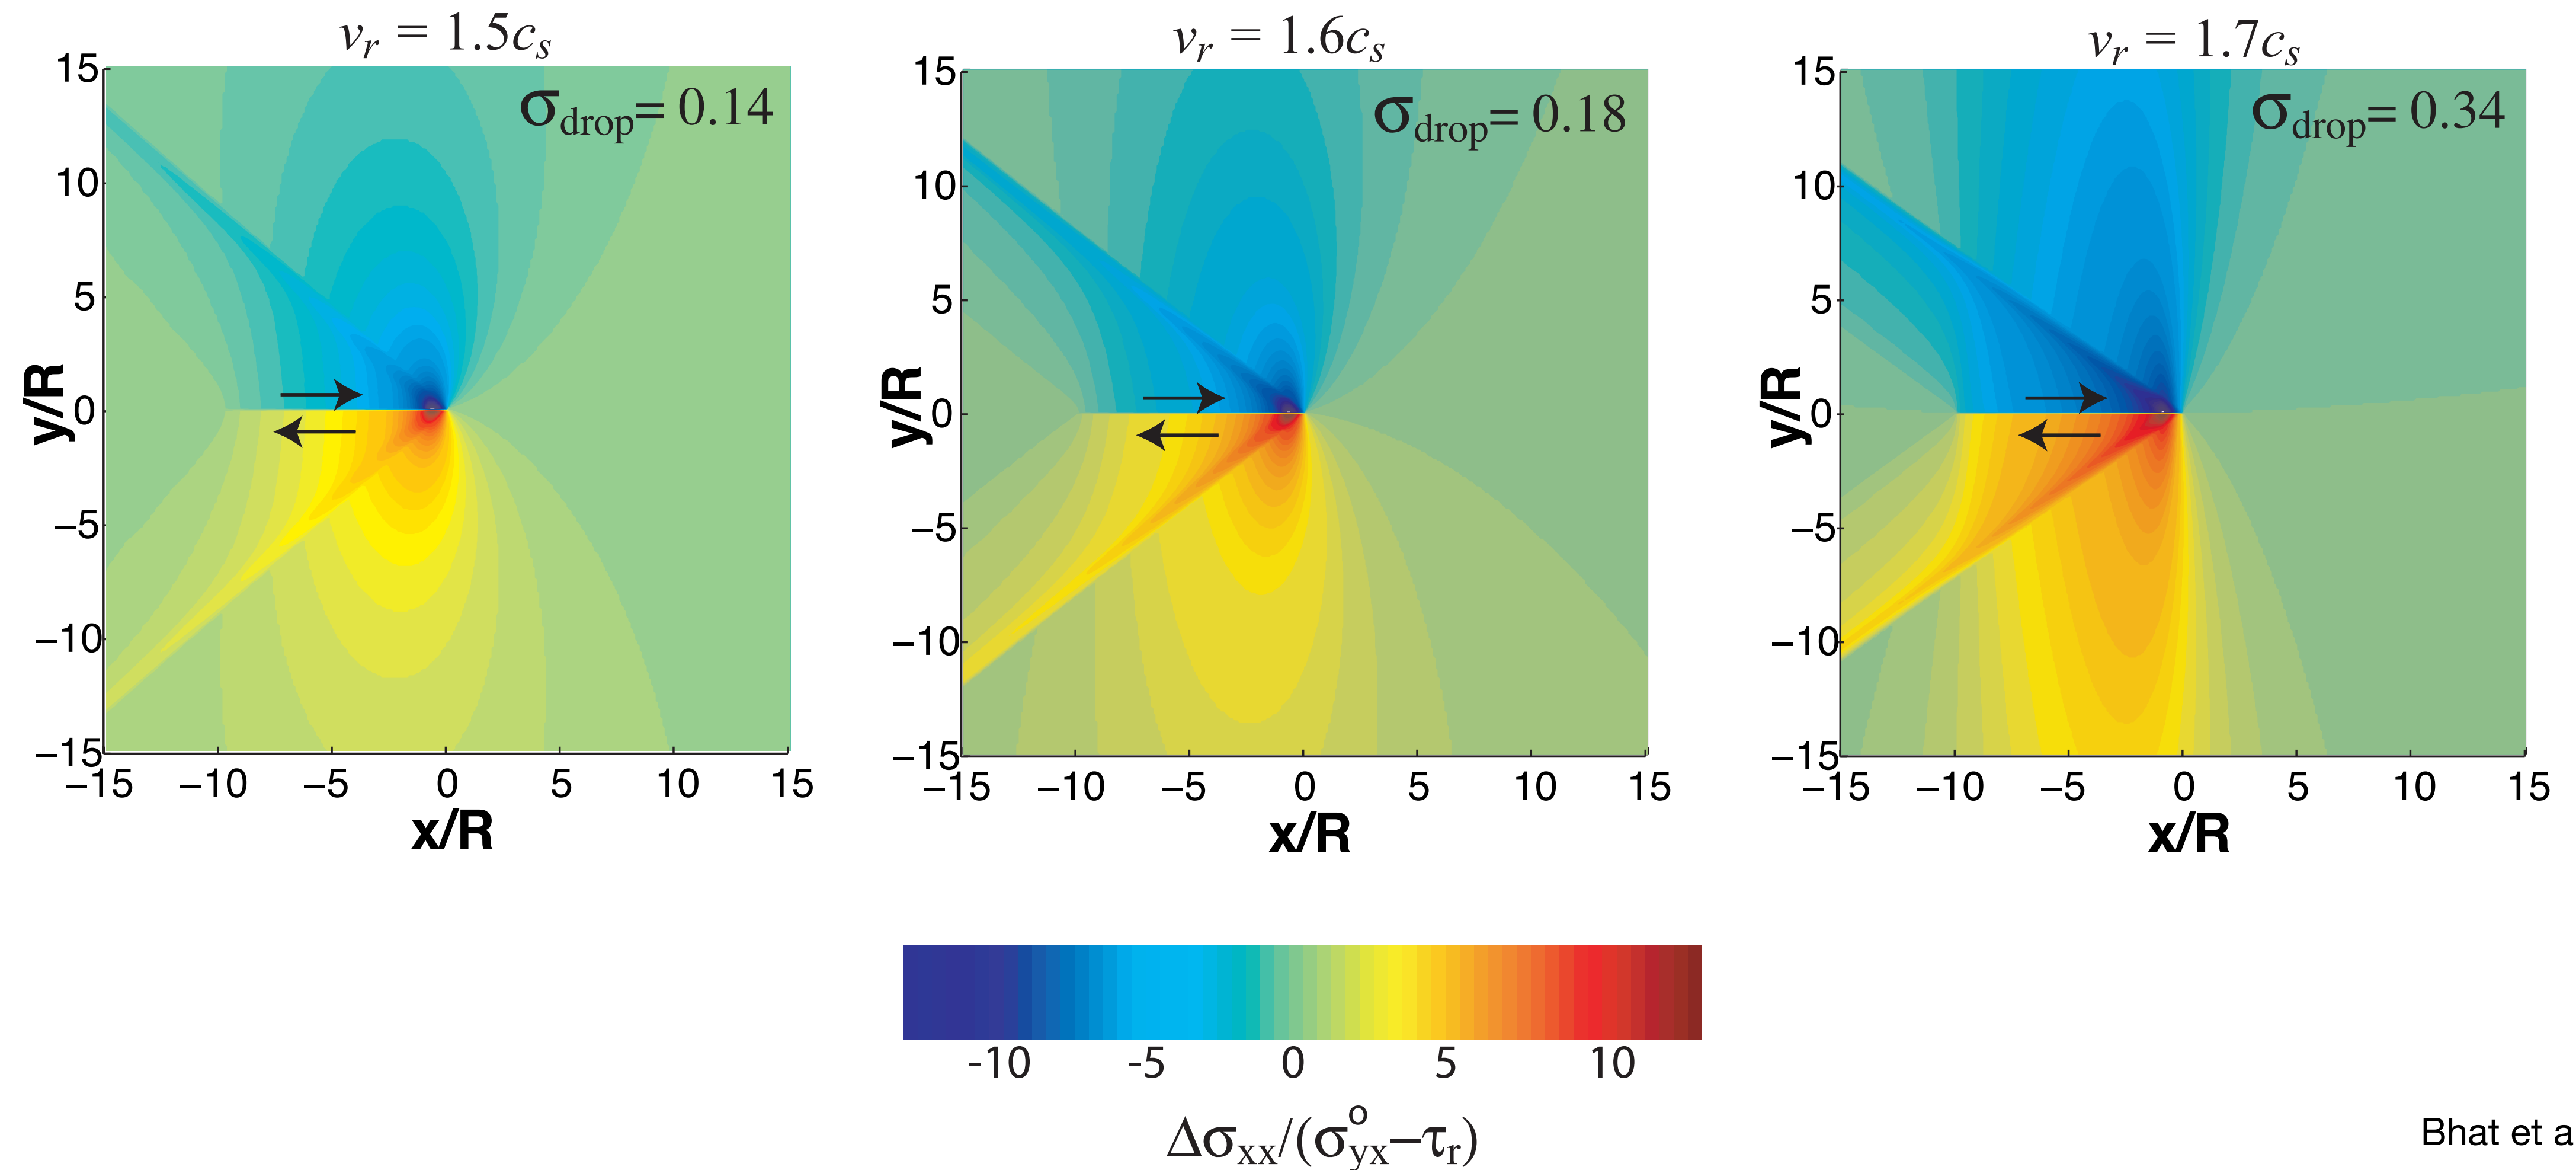 vᵣ = 1.5cₛ
σdrop= 0.14
15
10
5
0
−5
−10
−15
y/R
−15 −10 −5 0 5 10 15
x/R
vᵣ = 1.6cₛ
σdrop= 0.18
15
10
5
0
−5
−10
−15
y/R
−15 −10 −5 0 5 10 15
x/R
vᵣ = 1.7cₛ
σdrop= 0.34
15
10
5
0
−5
−10
−15
y/R
−15 −10 −5 0 5 10 15
x/R
-10 -5 0 5 10
Δσxx/(σ°yx−τr)
Bhat et a